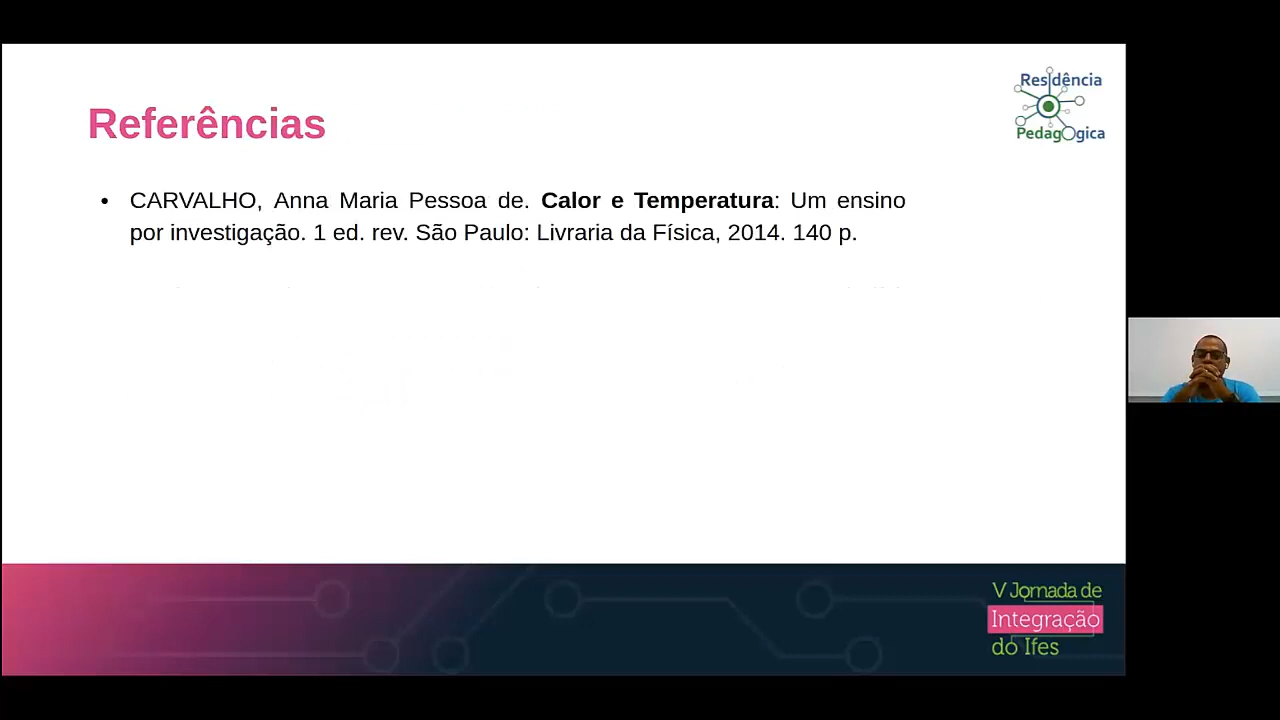 Referências
Residência
Pedagógica
• CARVALHO, Anna Maria Pessoa de. Calor e Temperatura: Um ensino
por investigação. 1 ed. rev. São Paulo: Livraria da Física, 2014. 140 p.
V Jornada de
Integração
do Ifes